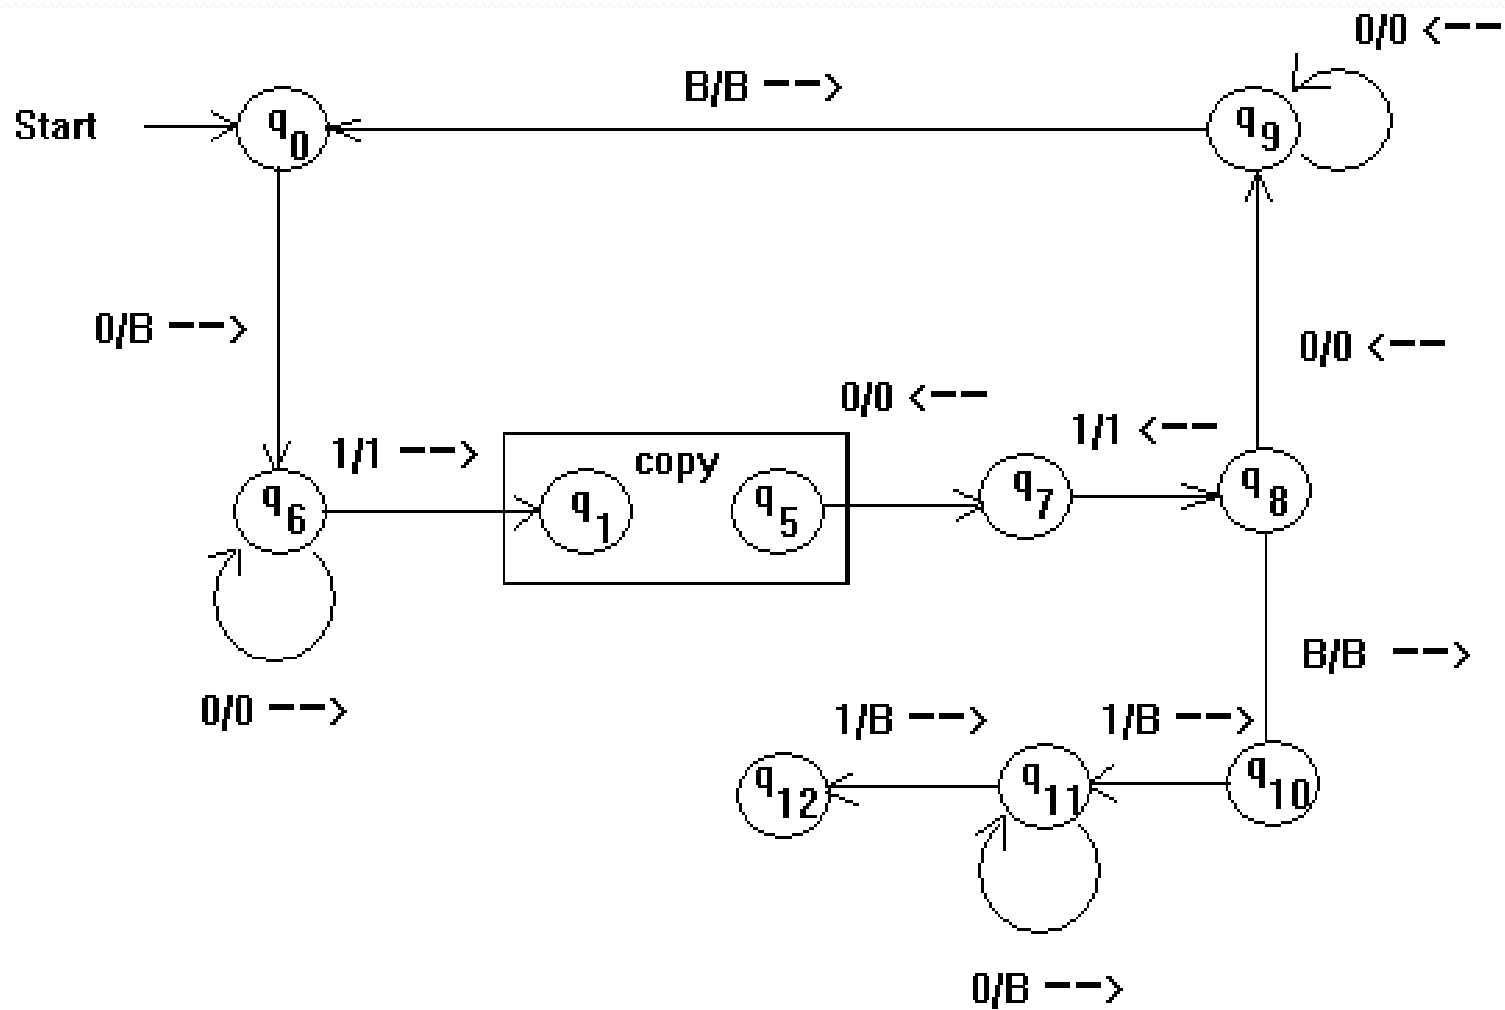 0/0 <--
B/B -->
Start
q0
q9
0/B -->
0/0 <--
0/0 <--
1/1 <--
1/1 -->
copy
q6
q1
q5
q7
q8
B/B -->
0/0 -->
1/B -->
1/B -->
q12
q11
q10
0/B -->